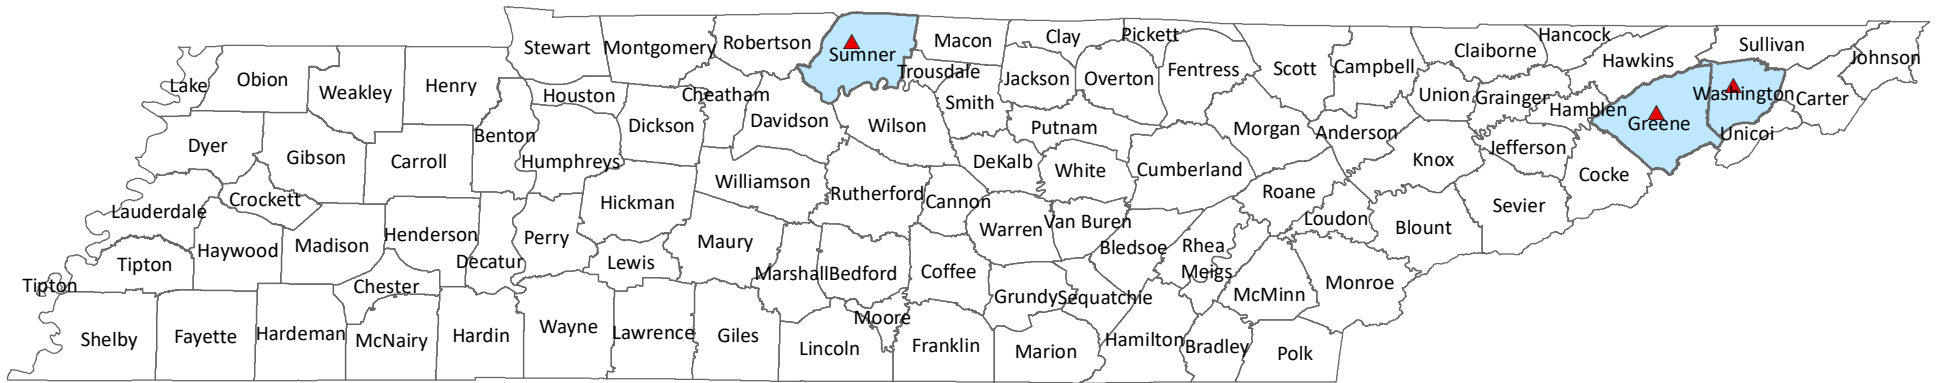 Stewart
Montgomery
Robertson
Sumner
Macon
Clay
Pickett
Trousdale
Jackson
Overton
Fentress
Scott
Campbell
Claiborne
Hancock
Hawkins
Sullivan
Johnson
Lake
Obion
Weakley
Henry
Houston
Cheatham
Smith
Union
Grainger
Hamblen
Washington
Carter
Greene
Unicoi
Dyer
Gibson
Carroll
Benton
Humphreys
Dickson
Davidson
Wilson
Putnam
Morgan
Anderson
DeKalb
White
Cumberland
Knox
Jefferson
Cocke
Lauderdale
Crockett
Williamson
Rutherford
Cannon
Roane
Hickman
Haywood
Madison
Henderson
Decatur
Perry
Lewis
Maury
Warren
Van Buren
Bledsoe
Rhea
Meigs
Loudon
Blount
Sevier
Tipton
Tipton
Chester
Marshall
Bedford
Coffee
Grundy
Sequatchie
McMinn
Monroe
Shelby
Fayette
Hardeman
McNairy
Hardin
Wayne
Lawrence
Giles
Lincoln
Moore
Franklin
Marion
Hamilton
Bradley
Polk